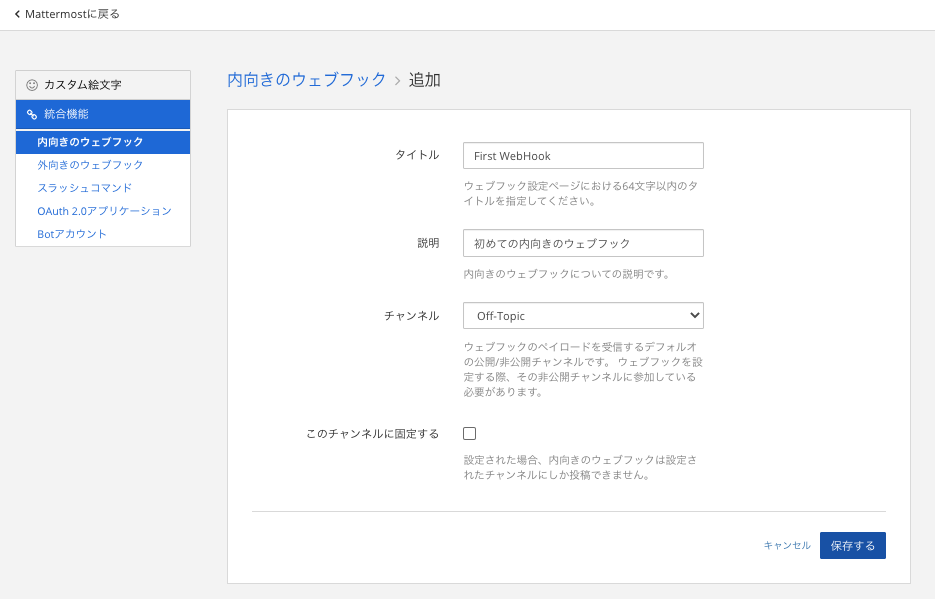 Mattermostに戻る
カスタム絵文字
統合機能
内向きのウェブフック
外向きのウェブフック
スラッシュコマンド
OAuth 2.0アプリケーション
Botアカウント
内向きのウェブフック > 追加
タイトル
First WebHook
ウェブフック設定ページにおける64文字以内のタ
イトルを指定してください。
説明
初めての内向きのウェブフック
内向きのウェブフックについての説明です。
チャンネル
Off-Topic
ウェブフックのペイロードを受信するデフォルオ
の公開/非公開チャンネルです。 ウェブフックを設
定する際、その非公開チャンネルに参加している
必要があります。
このチャンネルに固定する
設定された場合、内向きのウェブフックは設定さ
れたチャンネルにしか投稿できません。
キャンセル
保存する